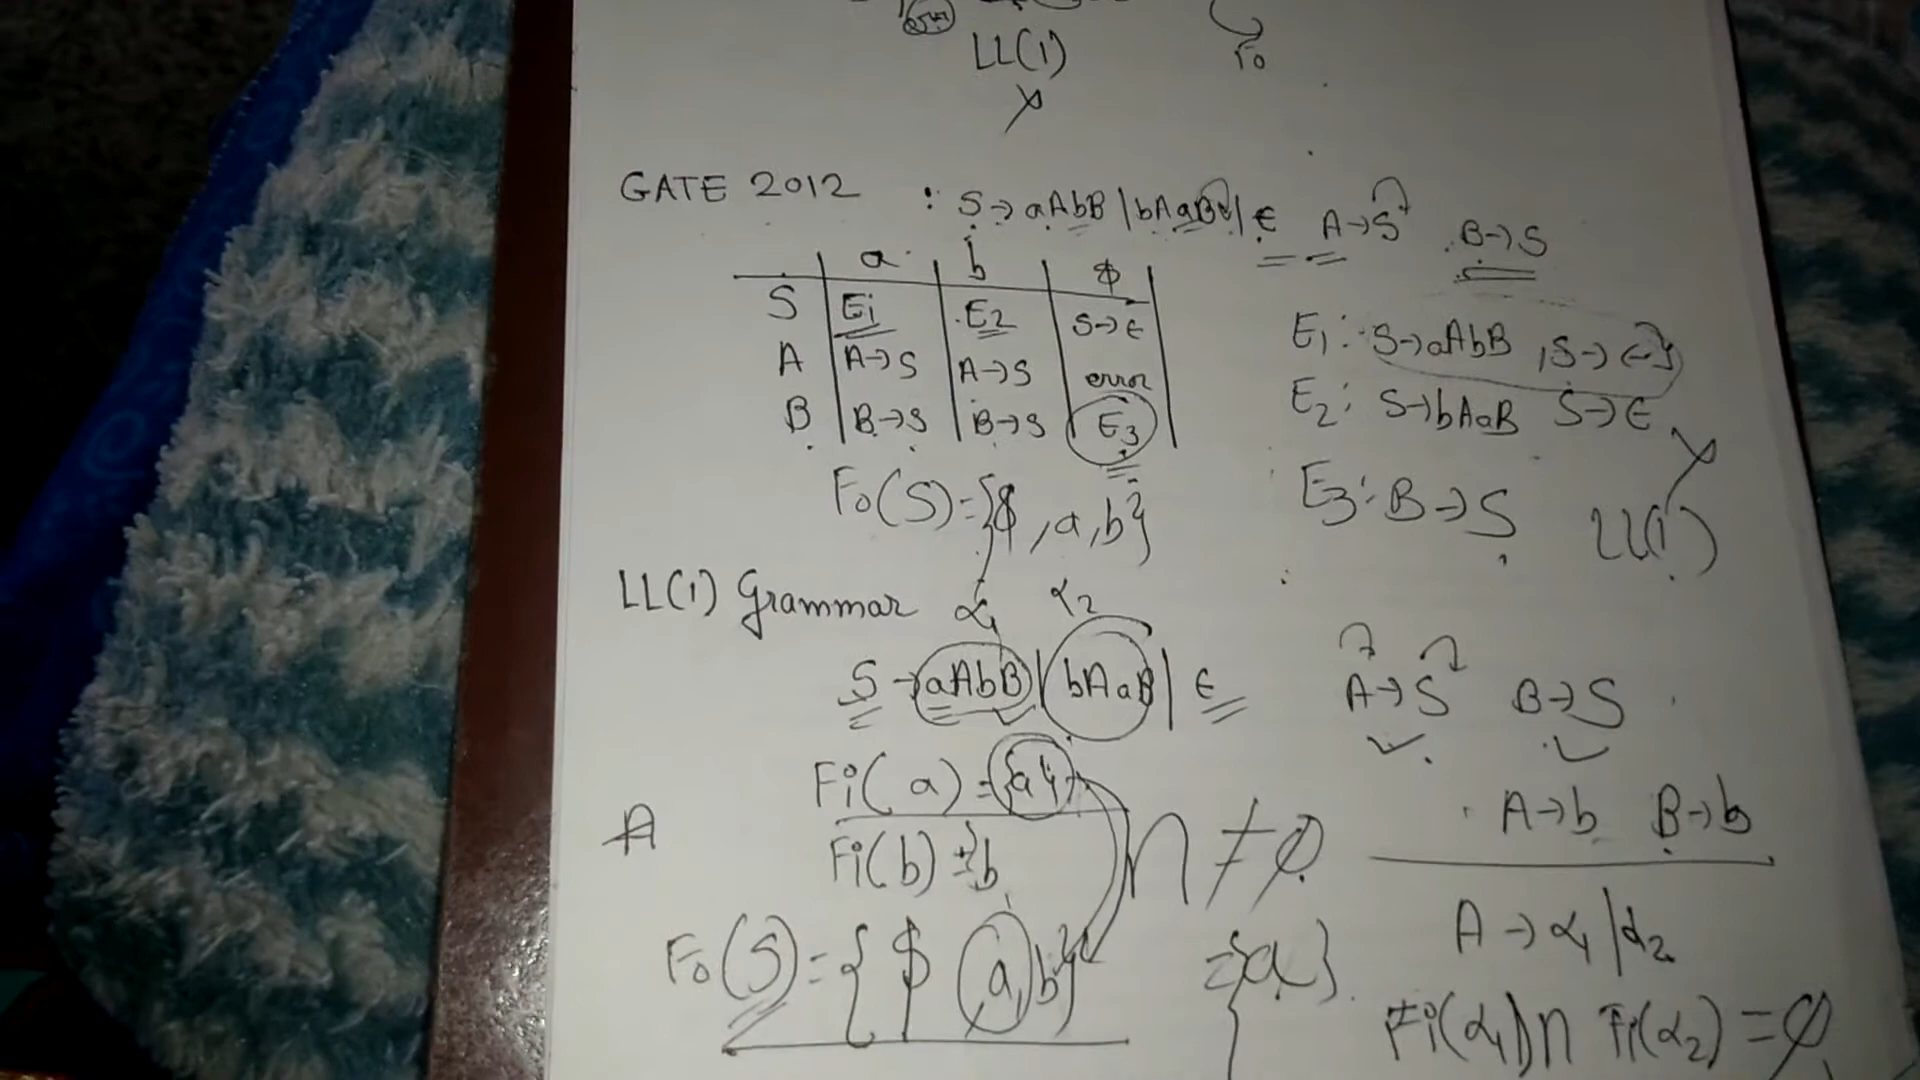 LL(1)
Fo
GATE 2012 : S→aAbB | bAaB | ϵ A→S B→S
a b $
S E1 E2 S→ϵ
A A→S A→S error
B B→S B→S E3
E1: S→aAbB , S→ϵ
E2: S→bAaB S→ϵ
E3: B→S LL(1)
Fo(S)={$, a, b}
LL(1) Grammar α1 α2
S→aAbB | bAaB | ϵ A→S B→S
Fi(a)={a}
A→b B→b
A
Fi(b)={b
∩≠φ
Fo(S)={$ a, b}
={a}
A→α1|α2
Fi(α1)∩Fi(α2)=φ